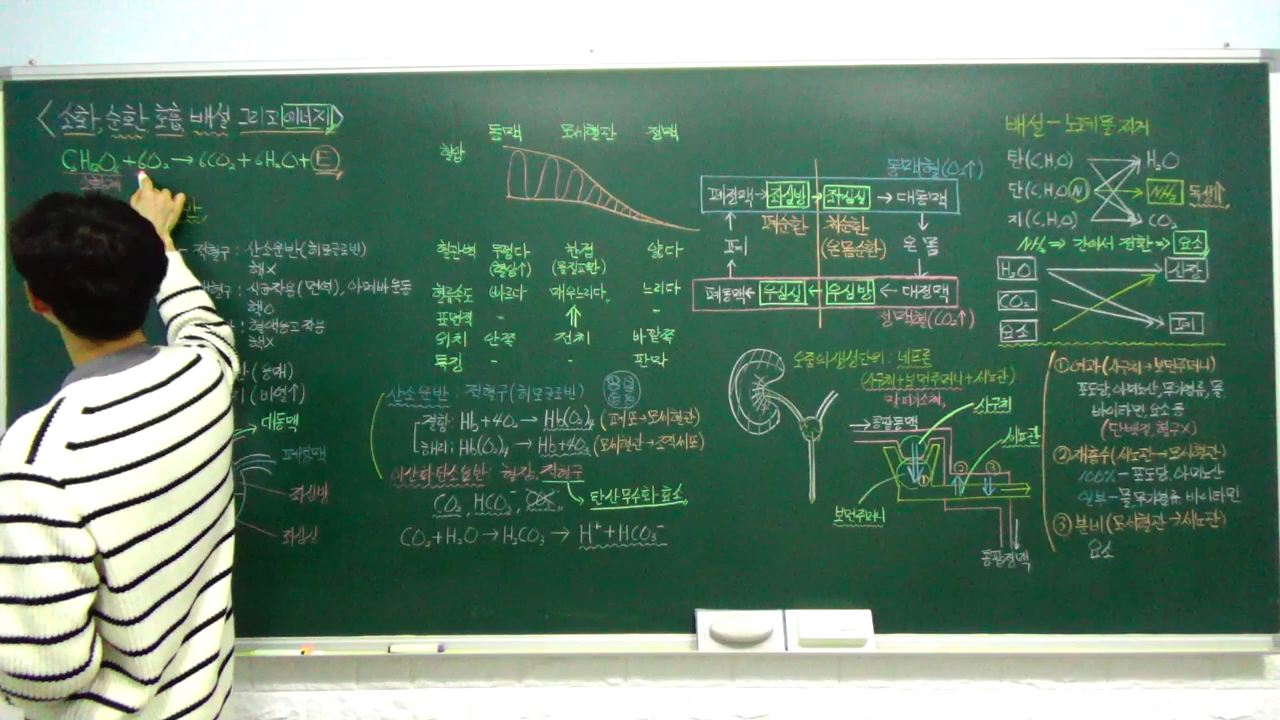 <소화, 순환, 호흡, 배설 그리고 에너지>
C₆H₁₂O₆+6O₂→6CO₂+6H₂O+Ⓔ
적혈구 : 산소운반(헤모글로빈)
핵X
식균작용(면역), 아메바운동
핵O
혈액응고작용
핵X
(용매)
(비열↑)
대동맥
폐정맥
좌심방
좌심실
동맥 모세혈관 정맥
혈압
혈관벽 두껍다 한겹 얇다
(혈압↑) (물질교환)
혈류속도 빠르다 매우느리다 느리다
표면적 - -
위치 안쪽 전체 바깥쪽
특징 - - 판막
산소운반 : 적혈구(헤모글로빈)
결합: Hb+4O₂ → Hb(O₂)₄ (폐포→모세혈관)
해리: Hb(O₂)₄ → Hb+4O₂ (모세혈관→조직세포)
이산화탄소운반 : 혈장, 적혈구
CO₂, HCO₃⁻
탄산무수화효소
CO₂+H₂O→H₂CO₃→ H⁺+HCO₃⁻
동맥혈(O₂↑)
폐정맥→좌심방→좌심실→대동맥
폐순환 체순환
(온몸순환)
폐 온몸
폐동맥←우심실←우심방←대정맥
정맥혈(CO₂↑)
오줌의 생성단위 : 네프론
(사구체+보먼주머니+세뇨관)
콩팥동맥
사구체
세뇨관
① ② ③
보먼주머니
콩팥정맥
배설-노폐물제거
탄(C,H,O) H₂O
단(C,H,O,N) NH₃ 독성↑
지(C,H,O) CO₂
NH₃ → 간에서 전환 → 요소
H₂O 신장
CO₂ 폐
요소
① 여과(사구체→보먼주머니)
포도당, 아미노산, 무기염류, 물
바이타민, 요소 등
(단백질, 혈구X)
② 재흡수(세뇨관→모세혈관)
100%-포도당, 아미노산
일부-물, 무기염류, 바이타민
③ 분비(모세혈관→세뇨관)
요소